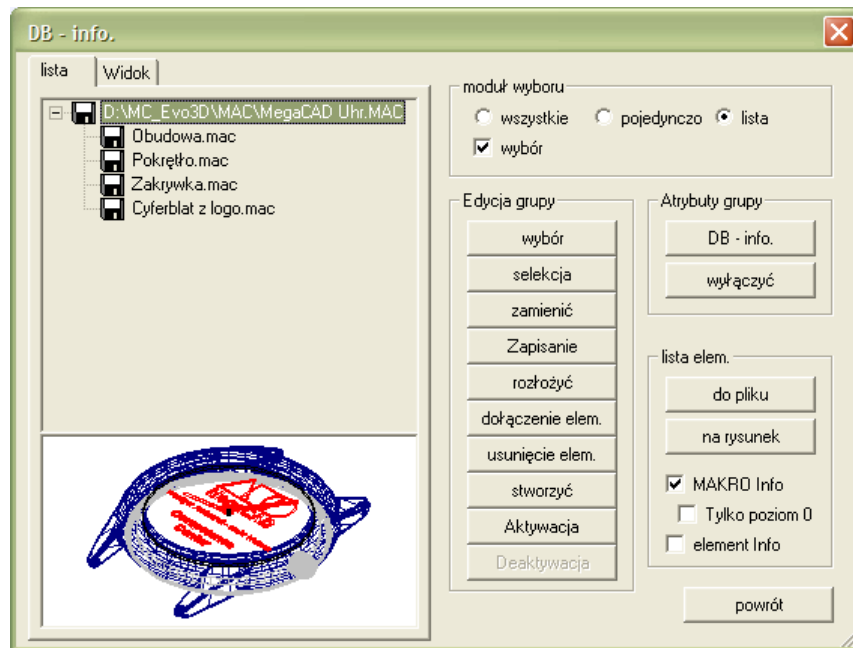 DB - info.
lista
Widok
D:\MC_Evo3D\MAC\MegaCAD Uhr.MAC
Obudowa.mac
Pokrętło.mac
Zakrywka.mac
Cyferblat z logo.mac
moduł wyboru
wszystkie pojedynczo lista
wybór
Edycja grupy
wybór
selekcja
zamienić
Zapisanie
rozłożyć
dołączenie elem.
usunięcie elem.
stworzyć
Aktywacja
Deaktywacja
Atrybuty grupy
DB - info.
wyłączyć
lista elem.
do pliku
na rysunek
MAKRO Info
Tylko poziom 0
element Info
powrót